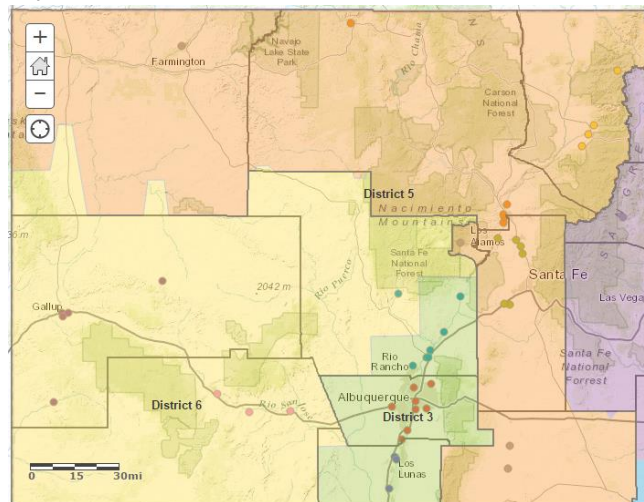 +
−
Farmington
Navajo
Lake State
Park
Rio Chama
N
S
Carson
National
Forest
District 5
Nacimiento
Mountains
Los
Alamos
SANGRE
Santa Fe
National
Forest
Santa Fe
2042 m
Rio Puerco
Gallup
Las Vegas
Rio
Rancho
Santa Fe
National
Forrest
Albuquerque
District 6
Rio San Jose
District 3
Los
Lunas
0 15 30mi